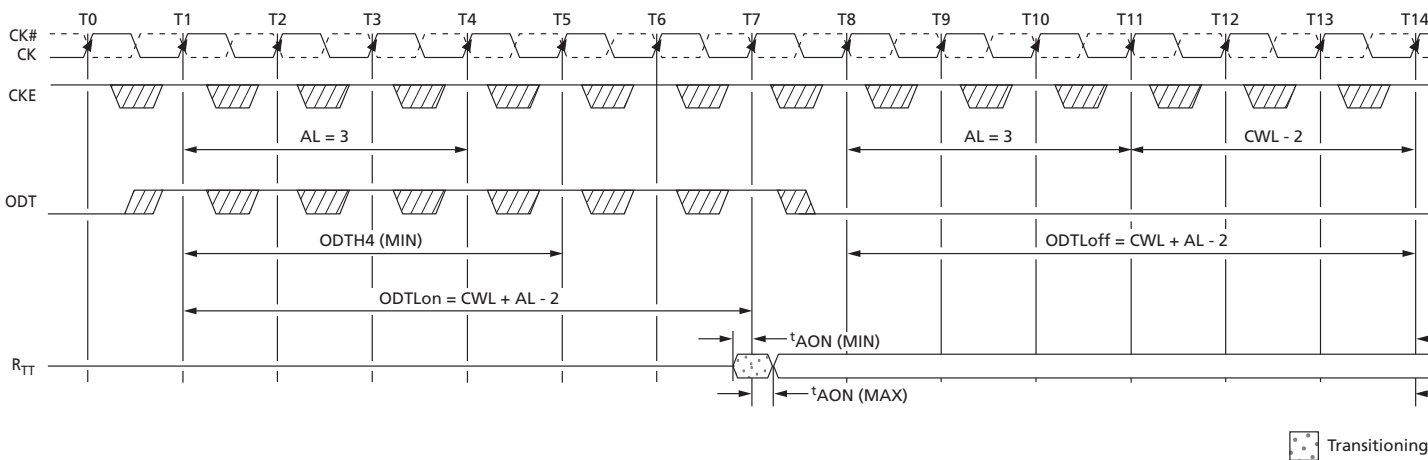 T0 T1 T2 T3 T4 T5 T6 T7 T8 T9 T10 T11 T12 T13 T14
CK#
CK
CKE
AL = 3 AL = 3 CWL - 2
ODT
ODTH4 (MIN) ODTLoff = CWL + AL - 2
ODTLon = CWL + AL - 2
tAON (MIN)
RTT
tAON (MAX)
Transitioning